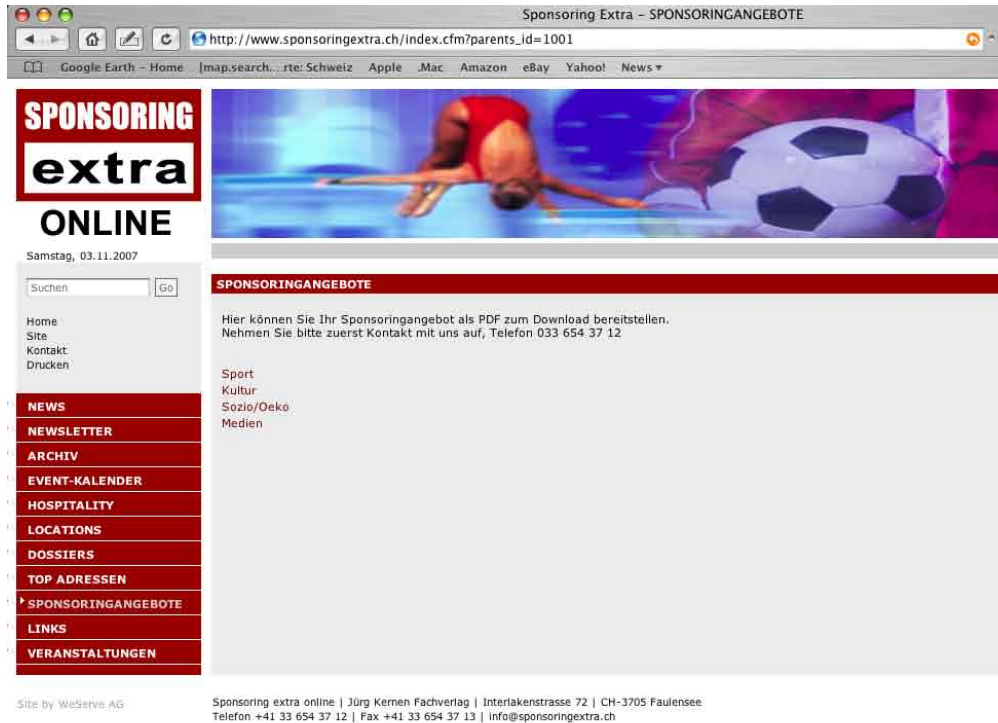 Sponsoring Extra – SPONSORINGANGEBOTE
http://www.sponsoringextra.ch/index.cfm?parents_id=1001
Google Earth – Home [map.search....rte: Schweiz Apple .Mac Amazon eBay Yahoo! News
SPONSORING
extra
ONLINE
Samstag, 03.11.2007
Suchen Go
Home
Site
Kontakt
Drucken
NEWS
NEWSLETTER
ARCHIV
EVENT-KALENDER
HOSPITALITY
LOCATIONS
DOSSIERS
TOP ADRESSEN
SPONSORINGANGEBOTE
LINKS
VERANSTALTUNGEN
SPONSORINGANGEBOTE
Hier können Sie Ihr Sponsoringangebot als PDF zum Download bereitstellen.
Nehmen Sie bitte zuerst Kontakt mit uns auf, Telefon 033 654 37 12
Sport
Kultur
Sozio/Oeko
Medien
Site by WeServe AG
Sponsoring extra online | Jürg Kernen Fachverlag | Interlakenstrasse 72 | CH-3705 Faulensee
Telefon +41 33 654 37 12 | Fax +41 33 654 37 13 | info@sponsoringextra.ch